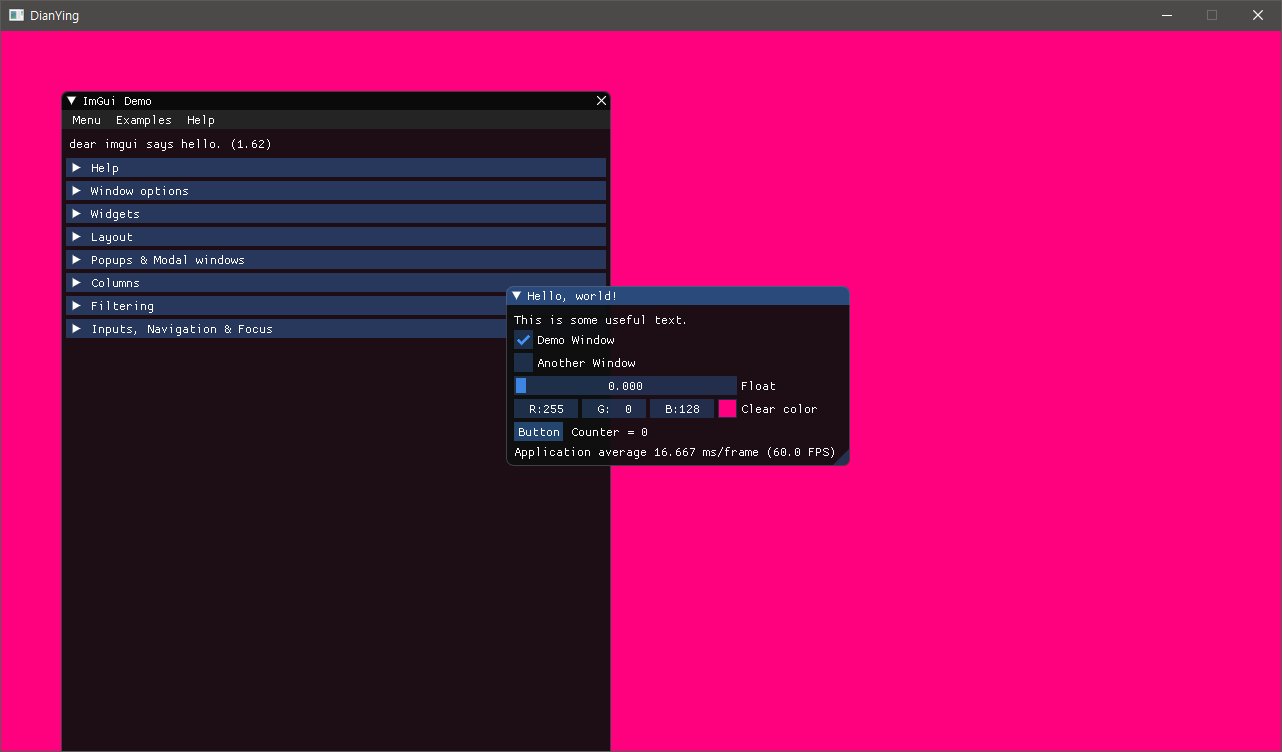 DianYing
ImGui Demo
Menu Examples Help
dear imgui says hello. (1.62)
Help
Window options
Widgets
Layout
Popups & Modal windows
Columns
Filtering
Inputs, Navigation & Focus
Hello, world!
This is some useful text.
Demo Window
Another Window
0.000 Float
R:255 G: 0 B:128 Clear color
Button Counter = 0
Application average 16.667 ms/frame (60.0 FPS)